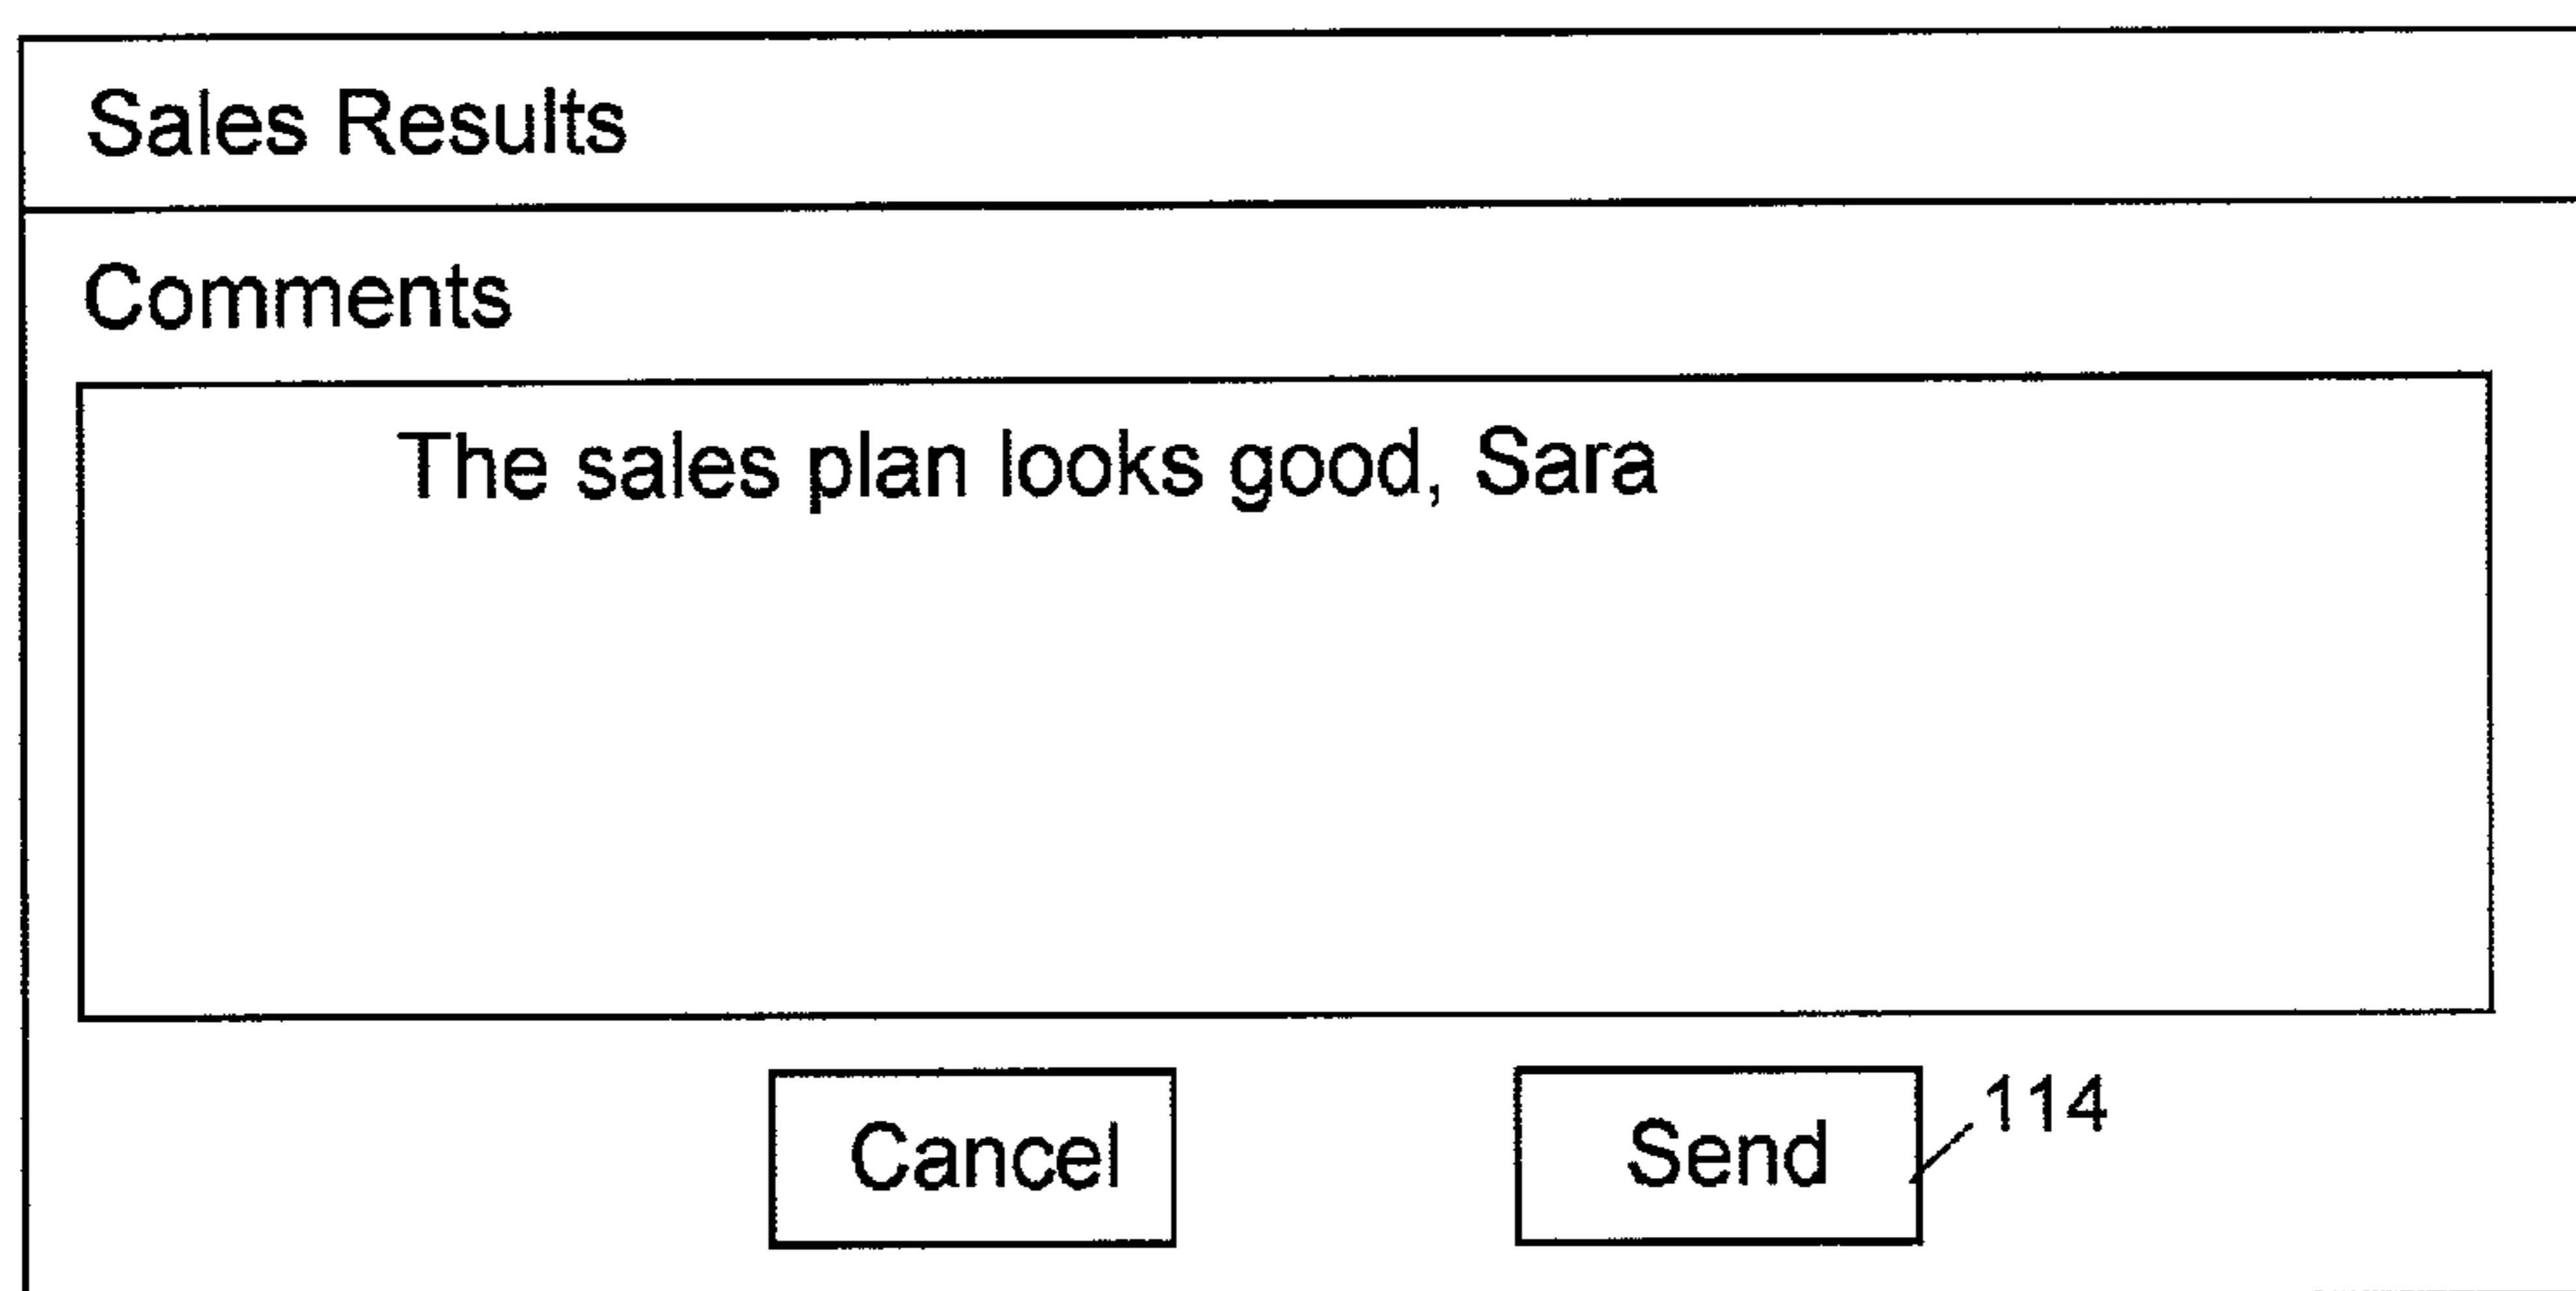 Sales Results
Comments
The sales plan looks good, Sara
Cancel
Send
114